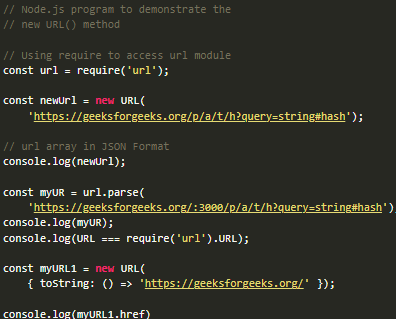 // Node.js program to demonstrate the
// new URL() method
// Using require to access url module
const url = require('url');
const newUrl = new URL(
'https://geeksforgeeks.org/p/a/t/h?query=string#hash');
// url array in JSON Format
console.log(newUrl);
const myUR = url.parse(
'https://geeksforgeeks.org/:3000/p/a/t/h?query=string#hash')
console.log(myUR);
console.log(URL === require('url').URL);
const myURL1 = new URL(
{ toString: () => 'https://geeksforgeeks.org/' });
console.log(myURL1.href)